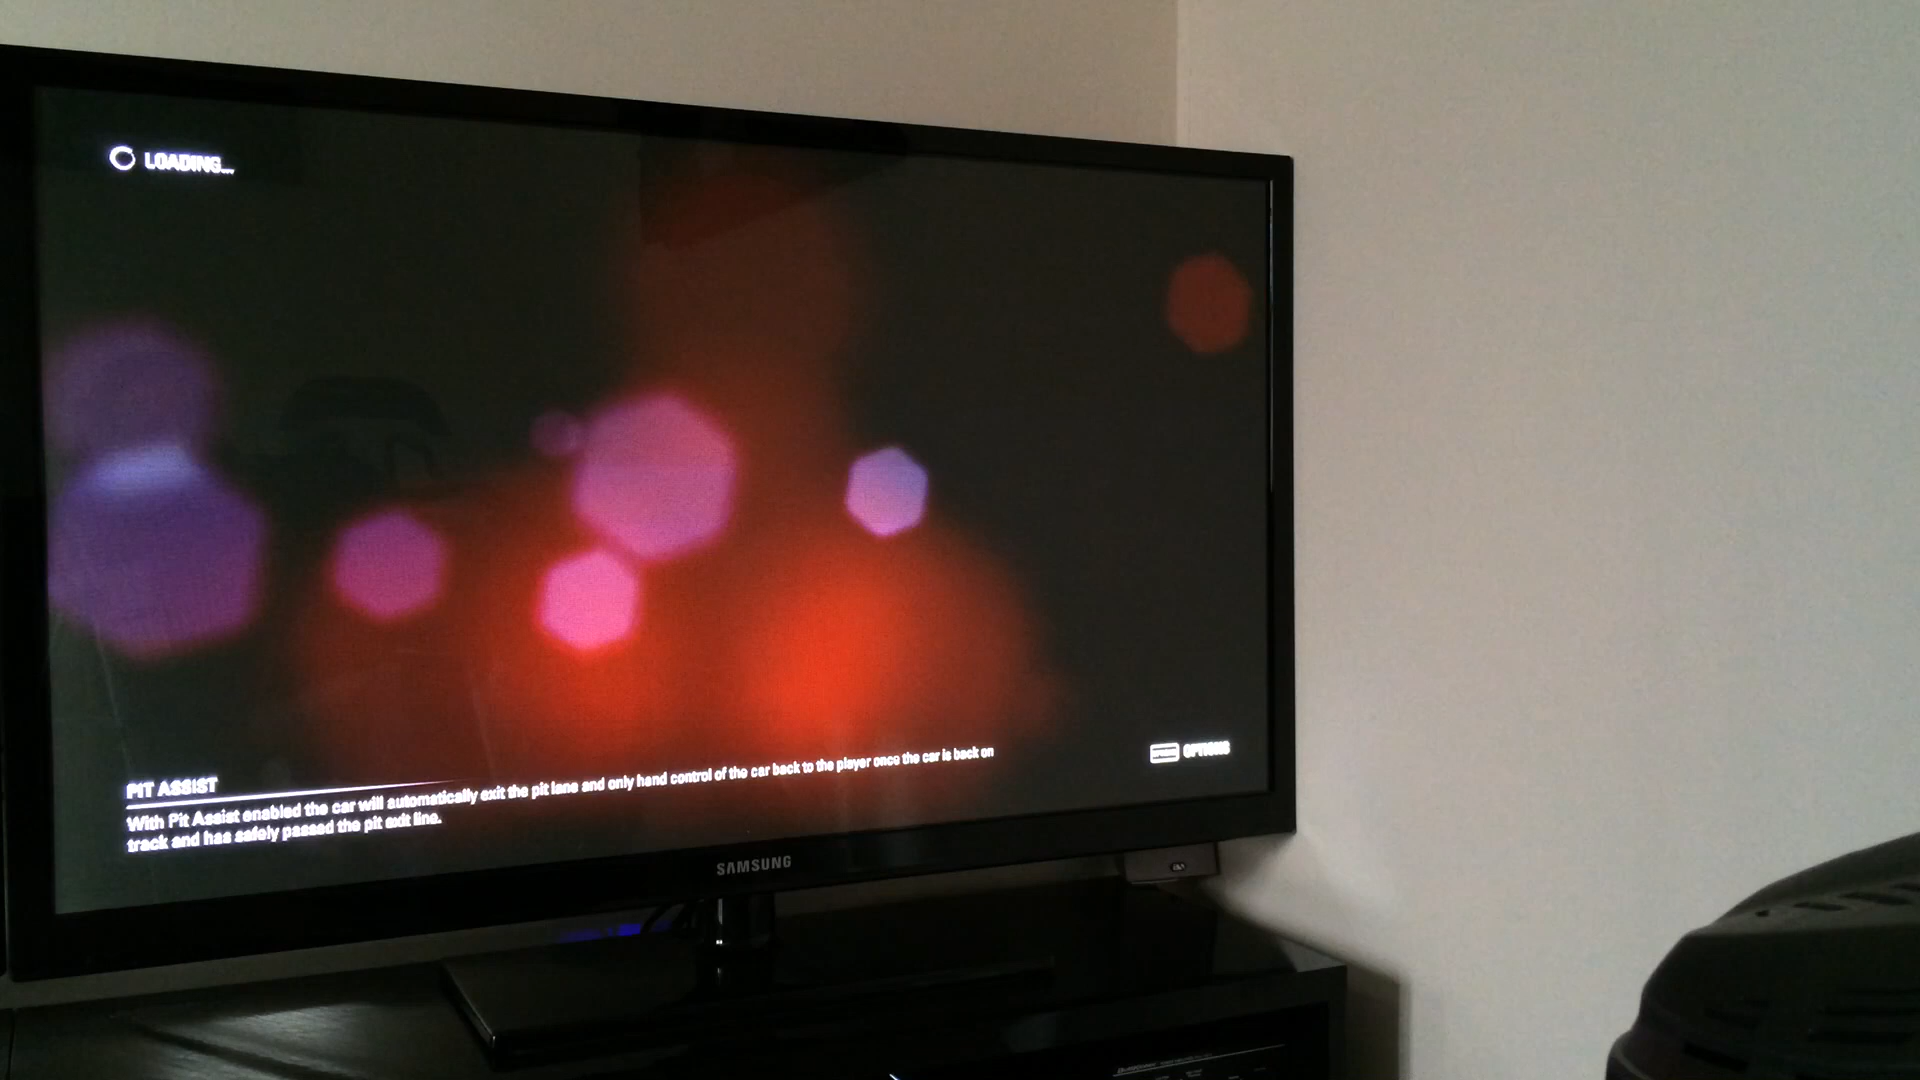 LOADING...
PIT ASSIST
With Pit Assist enabled the car will automatically exit the pit lane and only hand control of the car back to the player once the car is back on
track and has safely passed the pit exit line.
OPTIONS
SAMSUNG